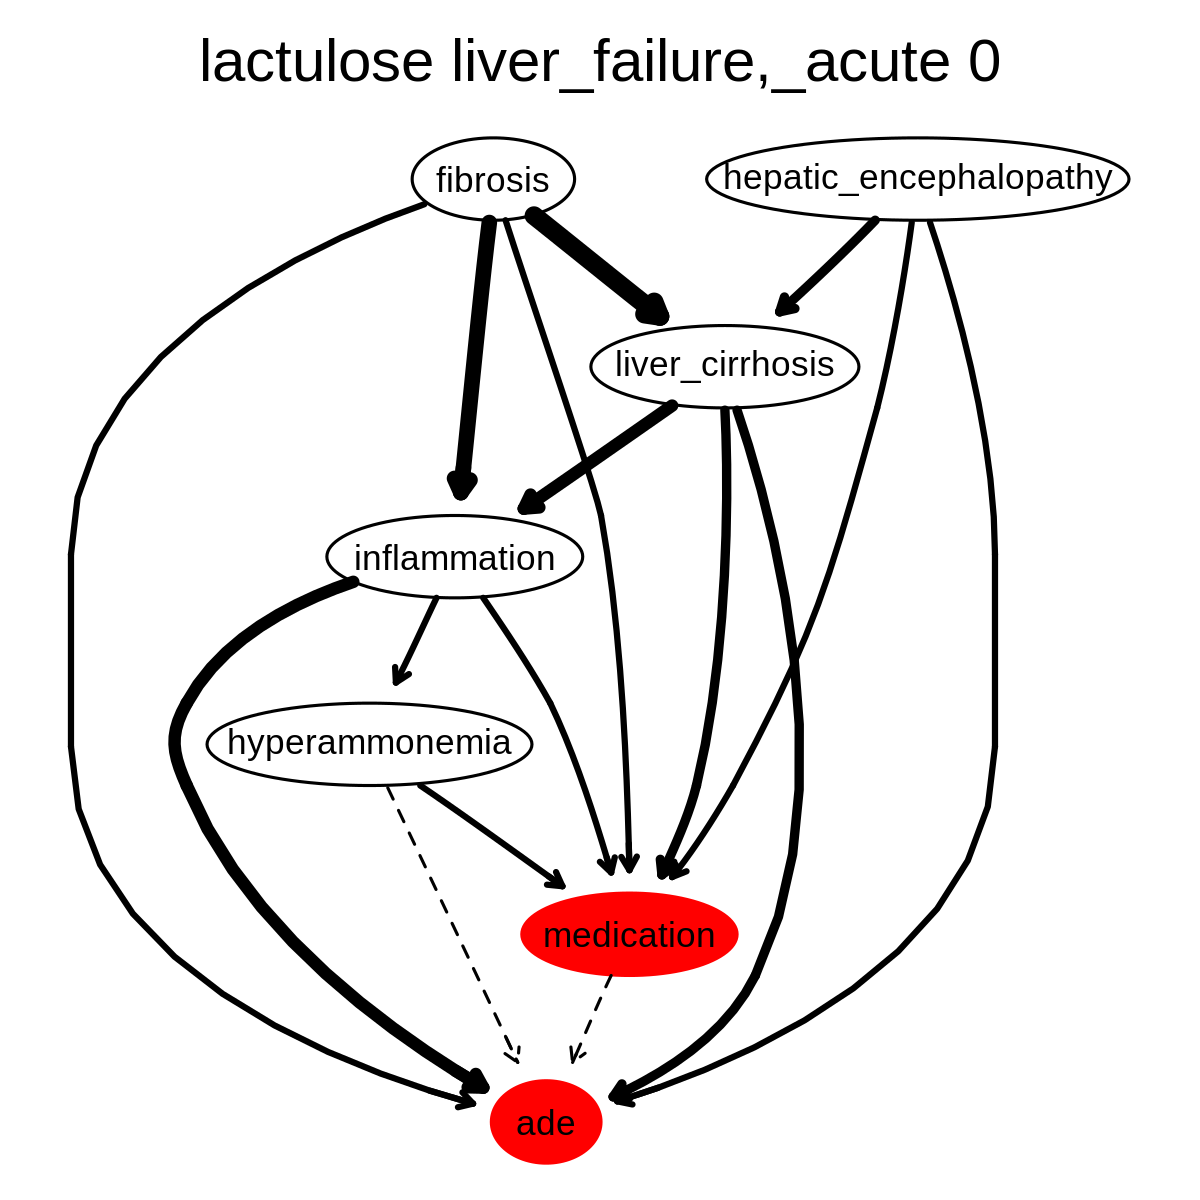 lactulose liver_failure,_acute 0
fibrosis
hepatic_encephalopathy
liver_cirrhosis
inflammation
hyperammonemia
medication
ade